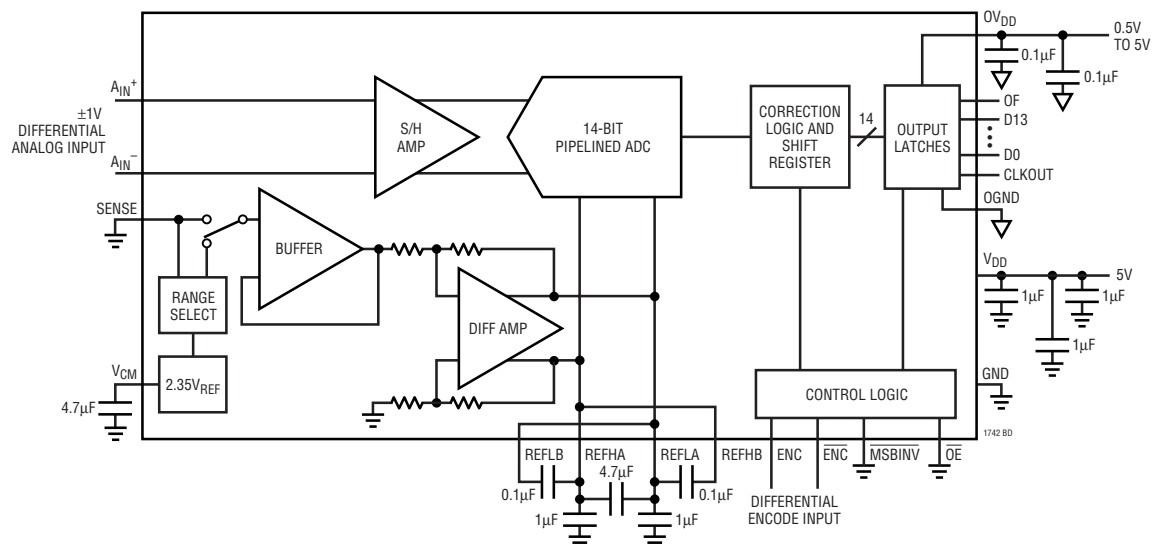 OVDD
0.5V
TO 5V
0.1µF
0.1µF
AIN+
±1V
DIFFERENTIAL
ANALOG INPUT
AIN–
S/H
AMP
14-BIT
PIPELINED ADC
CORRECTION
LOGIC AND
SHIFT
REGISTER
14
OUTPUT
LATCHES
OF
D13
D0
CLKOUT
OGND
SENSE
BUFFER
RANGE
SELECT
DIFF AMP
VDD
5V
1µF
1µF
1µF
VCM
2.35VREF
4.7µF
CONTROL LOGIC
GND
1742 BD
REFLB
REFHA
REFLA
REFHB
ENC
E̅N̅C̅
M̅S̅B̅I̅N̅V̅
O̅E̅
4.7µF
0.1µF
0.1µF
1µF
1µF
DIFFERENTIAL
ENCODE INPUT